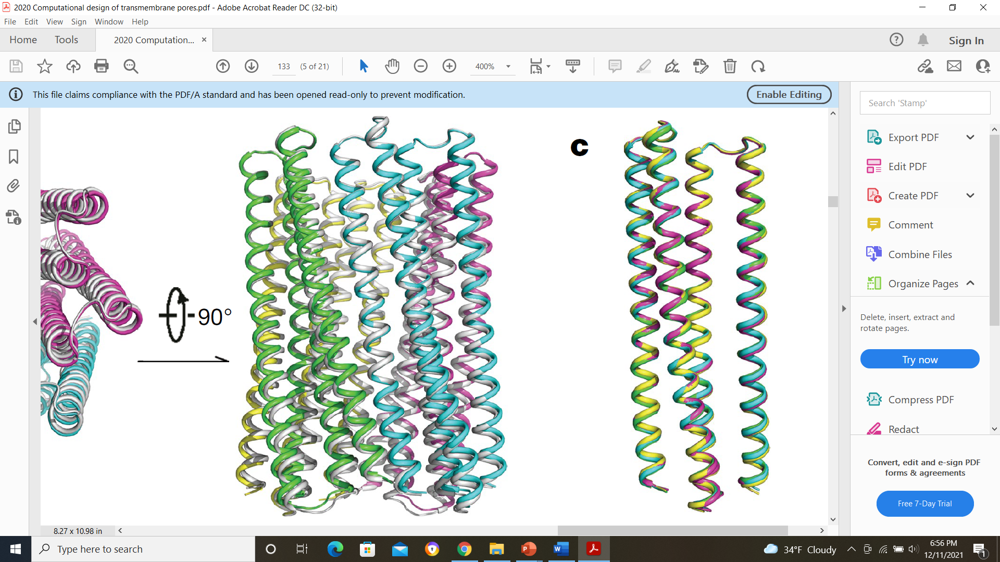 2020 Computational design of transmembrane pores.pdf - Adobe Acrobat Reader DC (32-bit)
File Edit View Sign Window Help
Home Tools 2020 Computation... × Sign In
133 (5 of 21) 400%
This file claims compliance with the PDF/A standard and has been opened read-only to prevent modification. Enable Editing
Search 'Stamp'
Export PDF
Edit PDF
Create PDF
Comment
Combine Files
Organize Pages
Delete, insert, extract and
rotate pages.
Try now
Compress PDF
Redact
Convert, edit and e-sign PDF
forms & agreements
Free 7-Day Trial
c
90°
8.27 x 10.98 in
Type here to search
34°F Cloudy
6:56 PM
12/11/2021
1